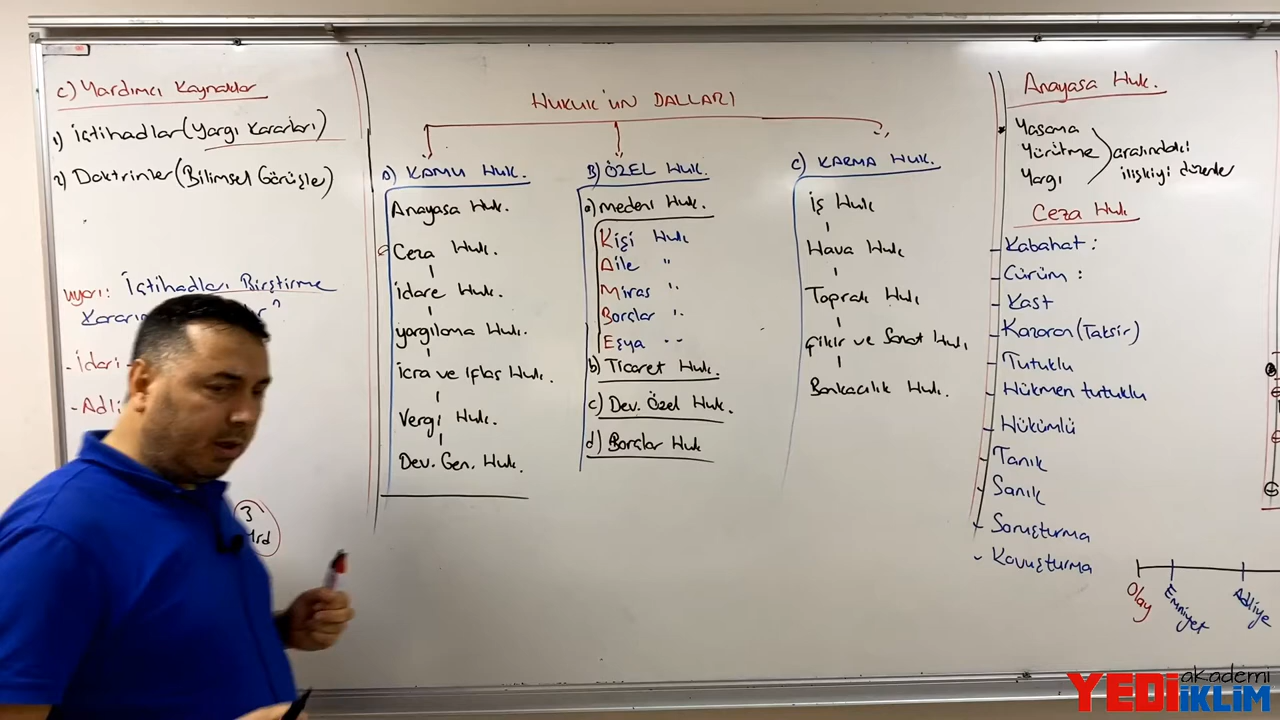 c) Yardımcı Kaynaklar
1) İçtihadlar (Yargı Kararları)
2) Doktrinler (Bilimsel Görüşler)
uyarı: İçtihadları Birştirme
- İdari
- Adli
3
HUKUK'UN DALLARI
a) KAMU HUK.
Anayasa Huk.
Ceza Huk.
İdare Huk.
yargılama Huk.
İcra ve iflas Huk.
Vergi Huk.
Dev. Gen. Huk.
B) ÖZEL HUK.
a) medeni Huk.
Kişi Huk
Aile "
Miras "
Borçlar "
Eşya "
b) Ticaret Huk.
c) Dev. Özel Huk.
d) Borçlar Huk
c) KARMA HUK.
İş Huk
Hava Huk
Toprak Huk
fikir ve Sanat Huk
Bankacılık Huk.
Anayasa Huk.
Yasama
Yürütme
Yargı
arasındaki
ilişkiyi düzenler
Ceza Huk
Kabahat :
Cürüm :
Kast
Kazaran (Taksir)
Tutuklu
Hükmen tutuklu
Hükümlü
Tanık
Sanık
Soruşturma
Kovuşturma
Olay
Emniyet
Adliye
YEDİ akademi
İKLİM